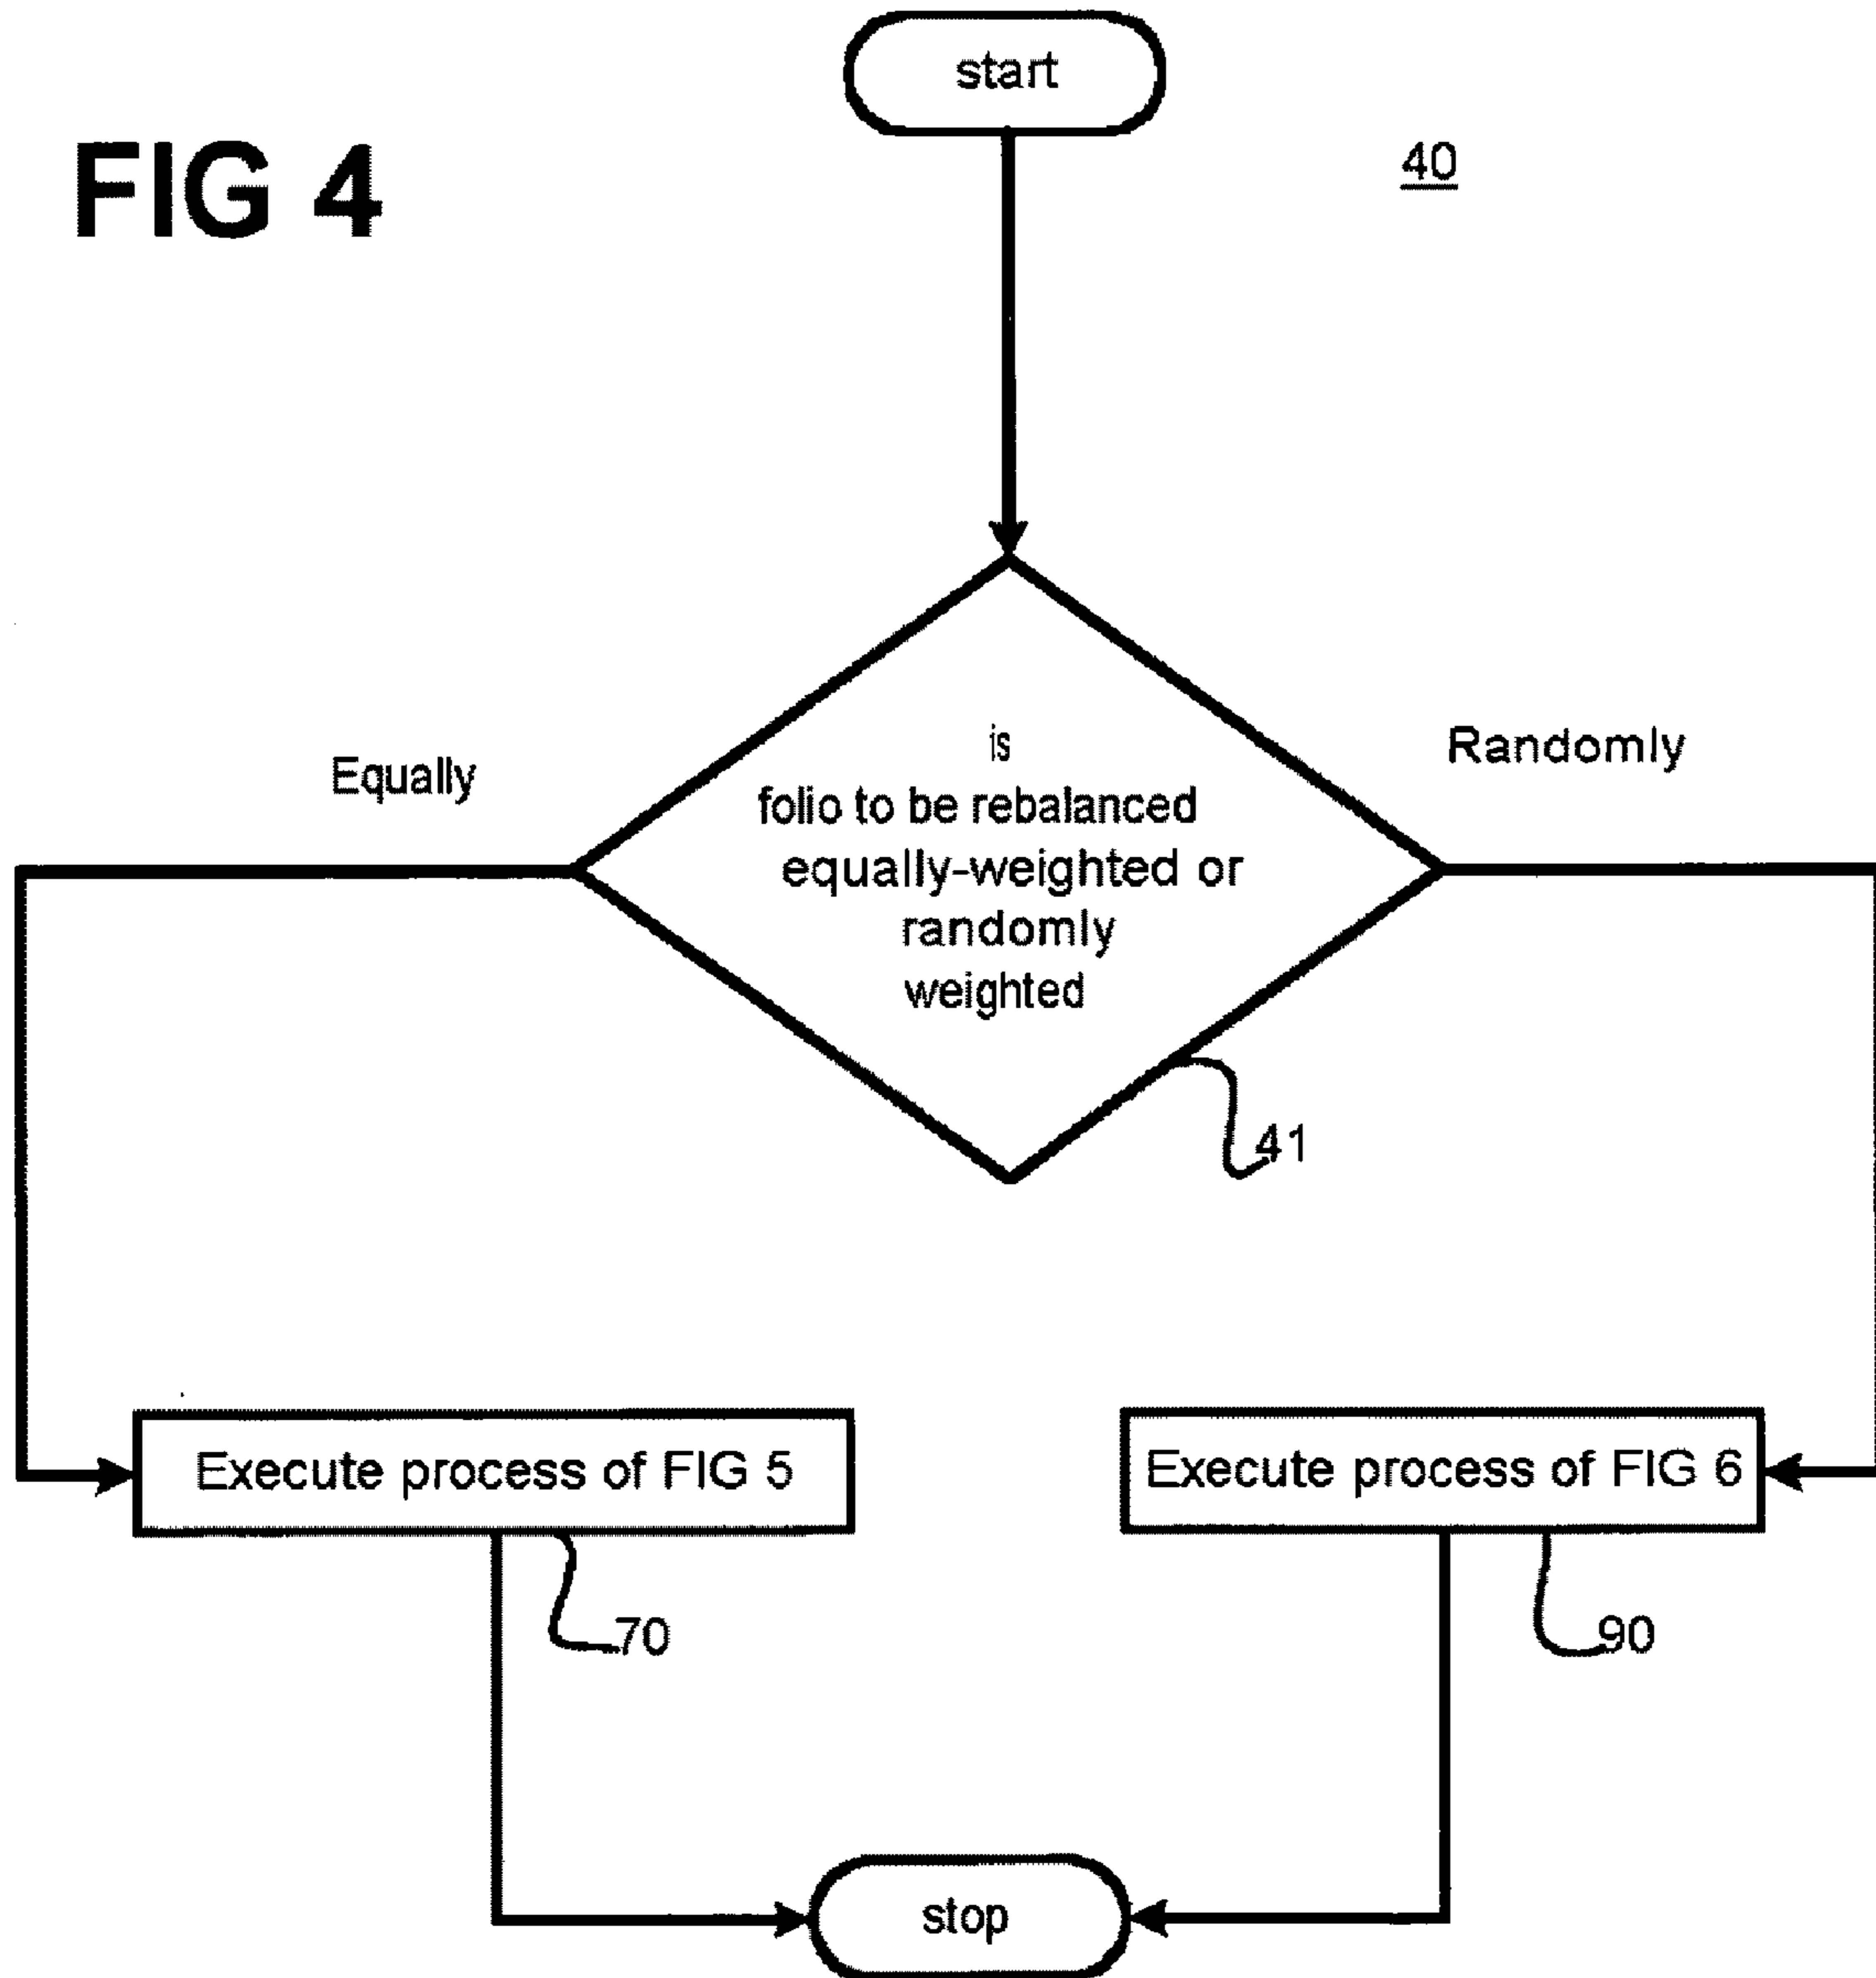 start
FIG 4
40
is
folio to be rebalanced
equally-weighted or
randomly
weighted
Equally
Randomly
41
Execute process of FIG 5
Execute process of FIG 6
70
90
stop